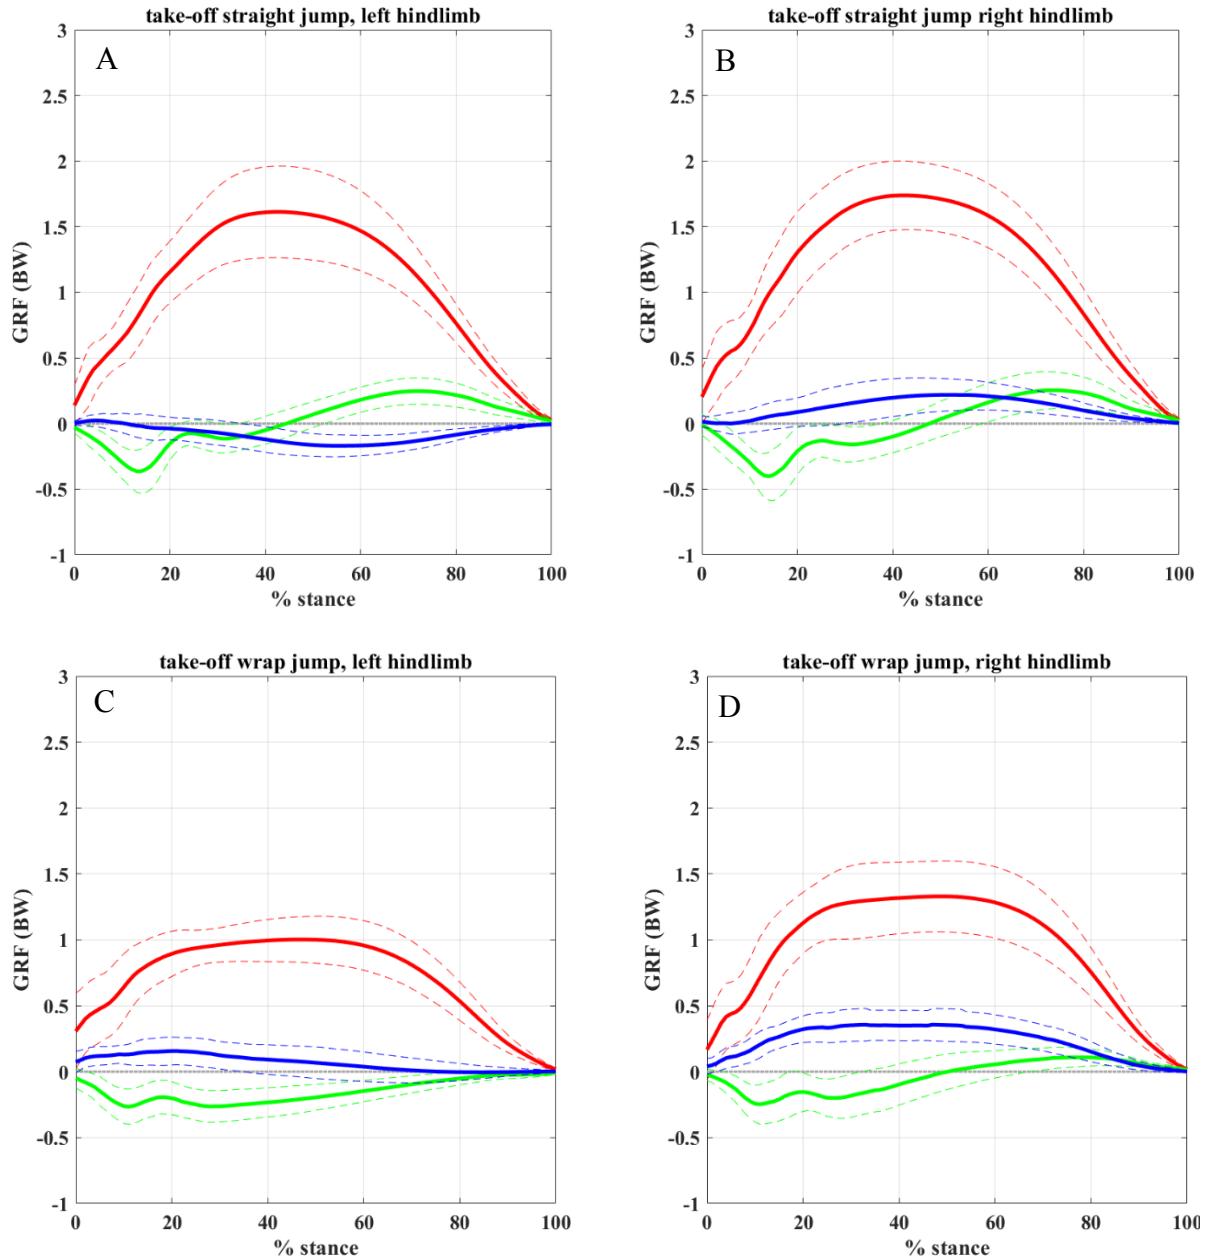 take-off straight jump, left hindlimb
A
3
2.5
2
1.5
1
0.5
0
-0.5
-1
GRF (BW)
0 20 40 60 80 100
% stance
take-off straight jump right hindlimb
B
3
2.5
2
1.5
1
0.5
0
-0.5
-1
GRF (BW)
0 20 40 60 80 100
% stance
take-off wrap jump, left hindlimb
C
3
2.5
2
1.5
1
0.5
0
-0.5
-1
GRF (BW)
0 20 40 60 80 100
% stance
take-off wrap jump, right hindlimb
D
3
2.5
2
1.5
1
0.5
0
-0.5
-1
GRF (BW)
0 20 40 60 80 100
% stance